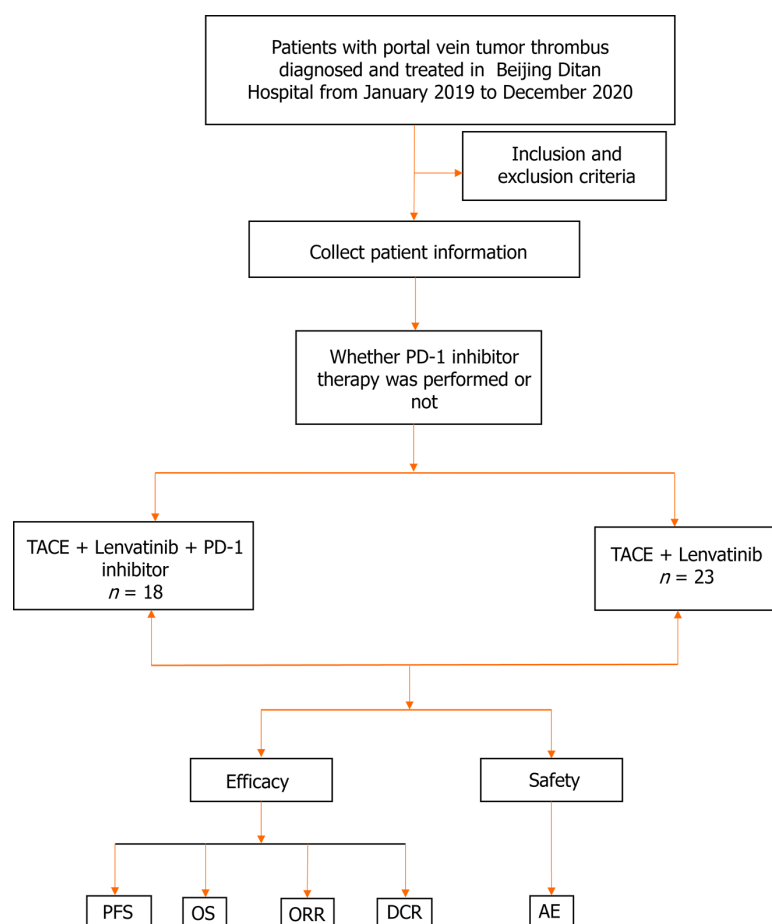 Patients with portal vein tumor thrombus
diagnosed and treated in Beijing Ditan
Hospital from January 2019 to December 2020
Inclusion and
exclusion criteria
Collect patient information
Whether PD-1 inhibitor
therapy was performed or
not
TACE + Lenvatinib + PD-1
inhibitor
n = 18
TACE + Lenvatinib
n = 23
Efficacy
Safety
PFS
OS
ORR
DCR
AE